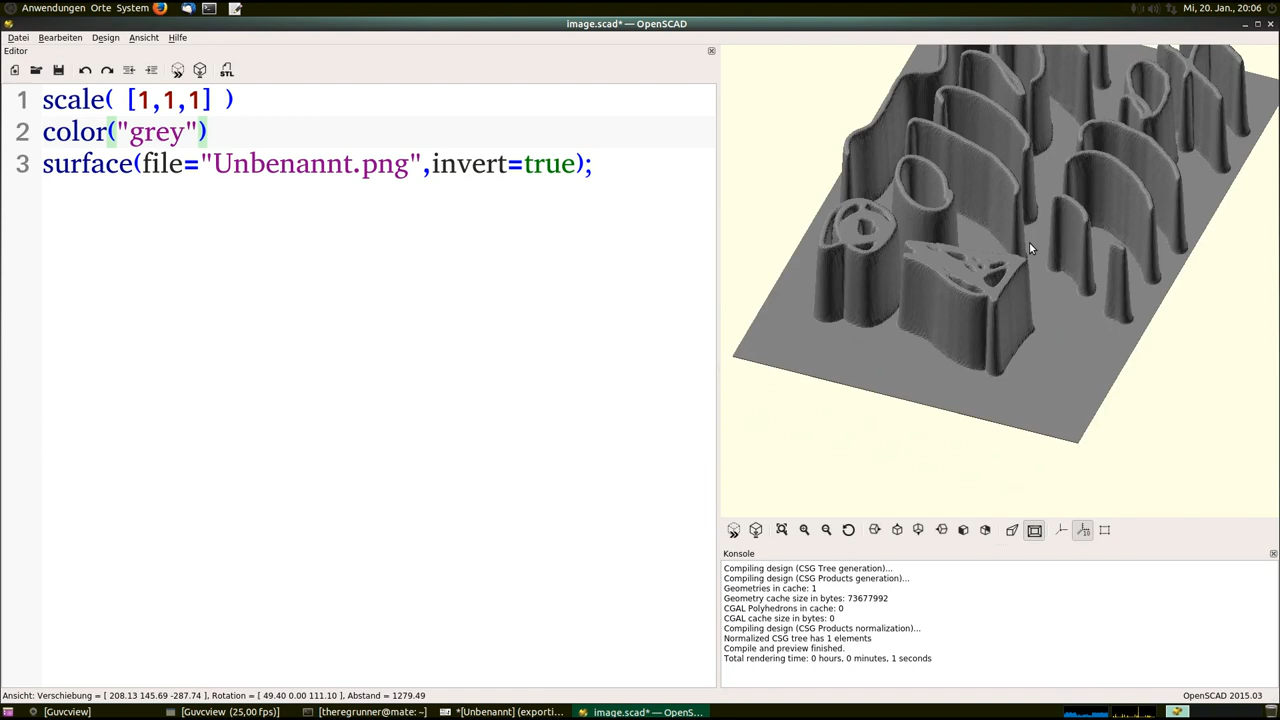 Anwendungen Orte System
Mi, 20. Jan., 20:06
image.scad* — OpenSCAD
Datei Bearbeiten Design Ansicht Hilfe
Editor
STL
1 scale( [1,1,1] )
2 color("grey")
3 surface(file="Unbenannt.png",invert=true);
10
Konsole
Compiling design (CSG Tree generation)...
Compiling design (CSG Products generation)...
Geometries in cache: 1
Geometry cache size in bytes: 73677992
CGAL Polyhedrons in cache: 0
CGAL cache size in bytes: 0
Compiling design (CSG Products normalization)...
Normalized CSG tree has 1 elements
Compile and preview finished.
Total rendering time: 0 hours, 0 minutes, 1 seconds
Ansicht: Verschiebung = [ 208.13 145.69 -287.74 ], Rotation = [ 49.40 0.00 111.10 ], Abstand = 1279.49
OpenSCAD 2015.03
[Guvcview] [Guvcview (25,00 fps)] [theregrunner@mate: ~] *[Unbenannt] (exporti... image.scad* — OpenS...